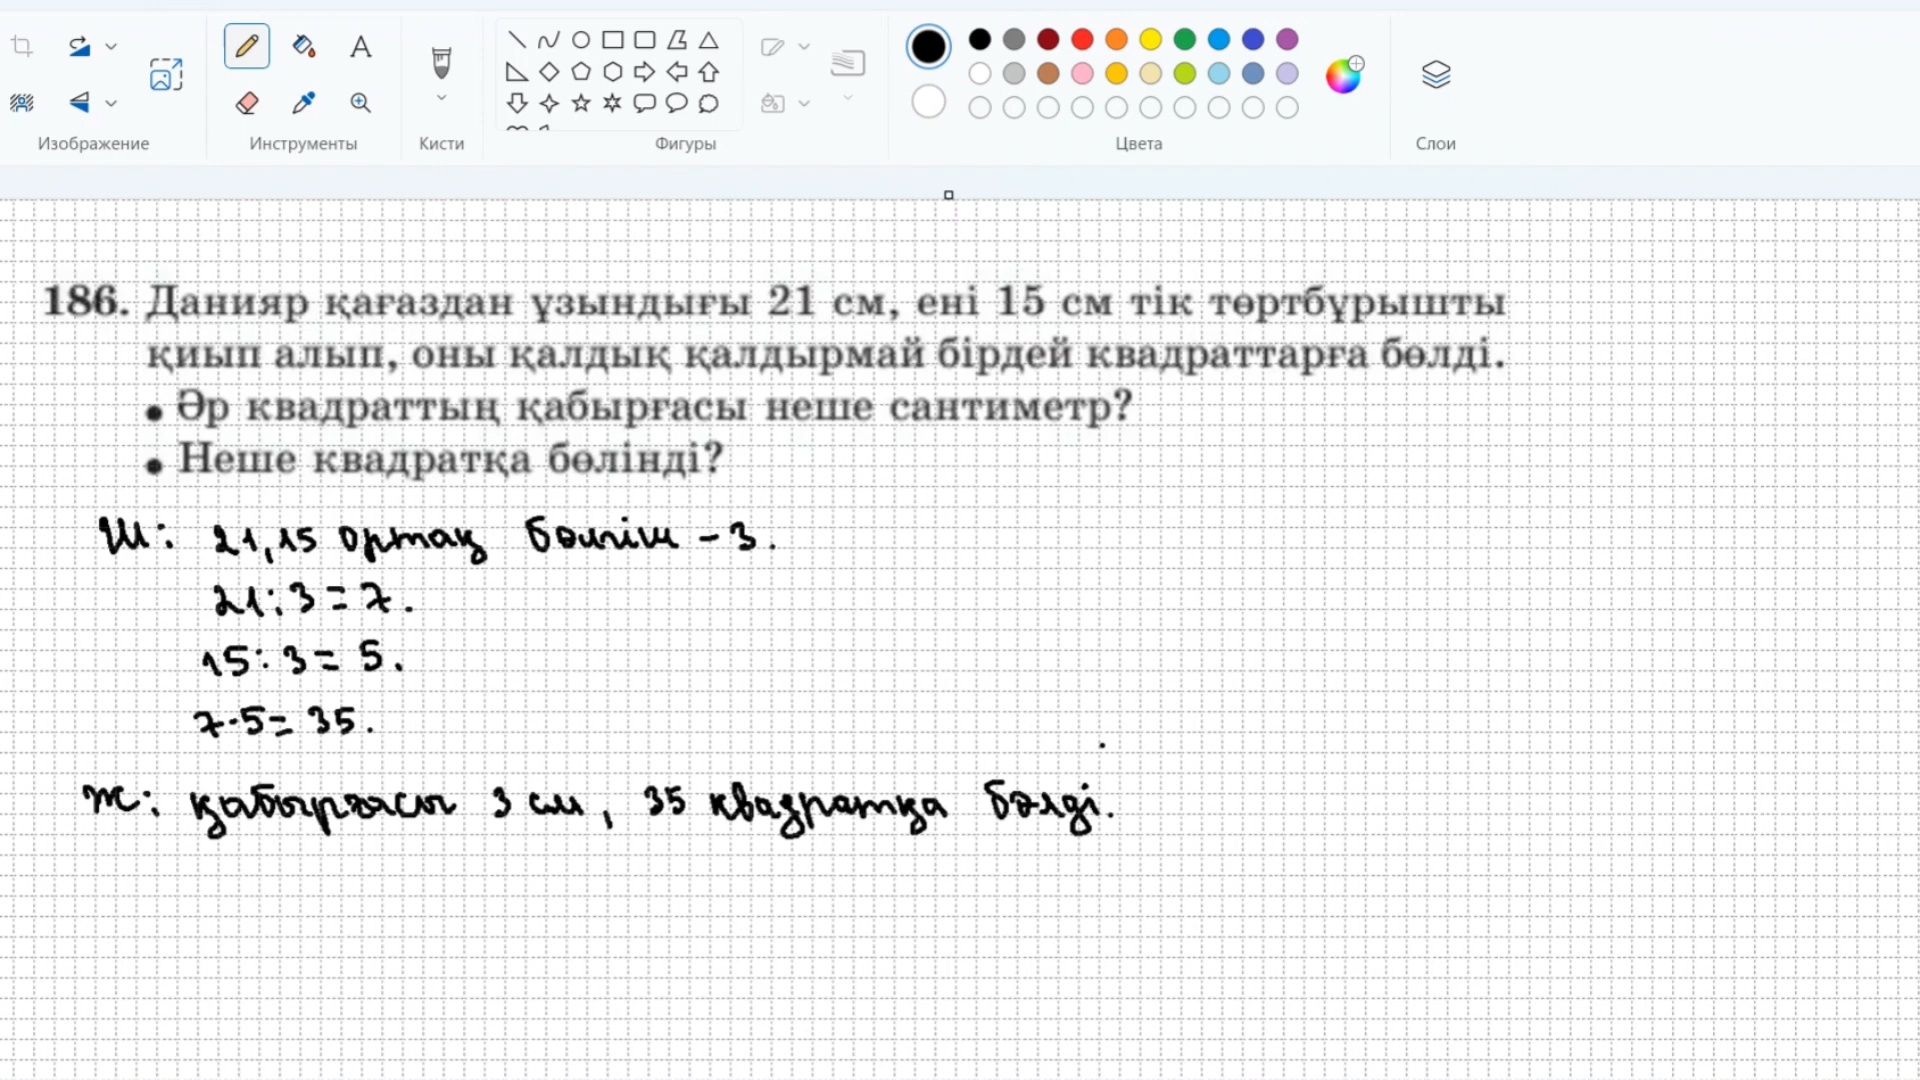 Изображение
Инструменты
Кисти
Фигуры
Цвета
Слои
186. Данияр қағаздан ұзындығы 21 см, ені 15 см тік төртбұрышты
қиып алып, оны қалдық қалдырмай бірдей квадраттарға бөлді.
• Әр квадраттың қабырғасы неше сантиметр?
• Неше квадратқа бөлінді?
Ш: 21,15 ортақ бөлгіш - 3.
21:3=7.
15:3=5.
7·5=35.
Ж: қабырғасы 3 см, 35 квадратқа бөлді.